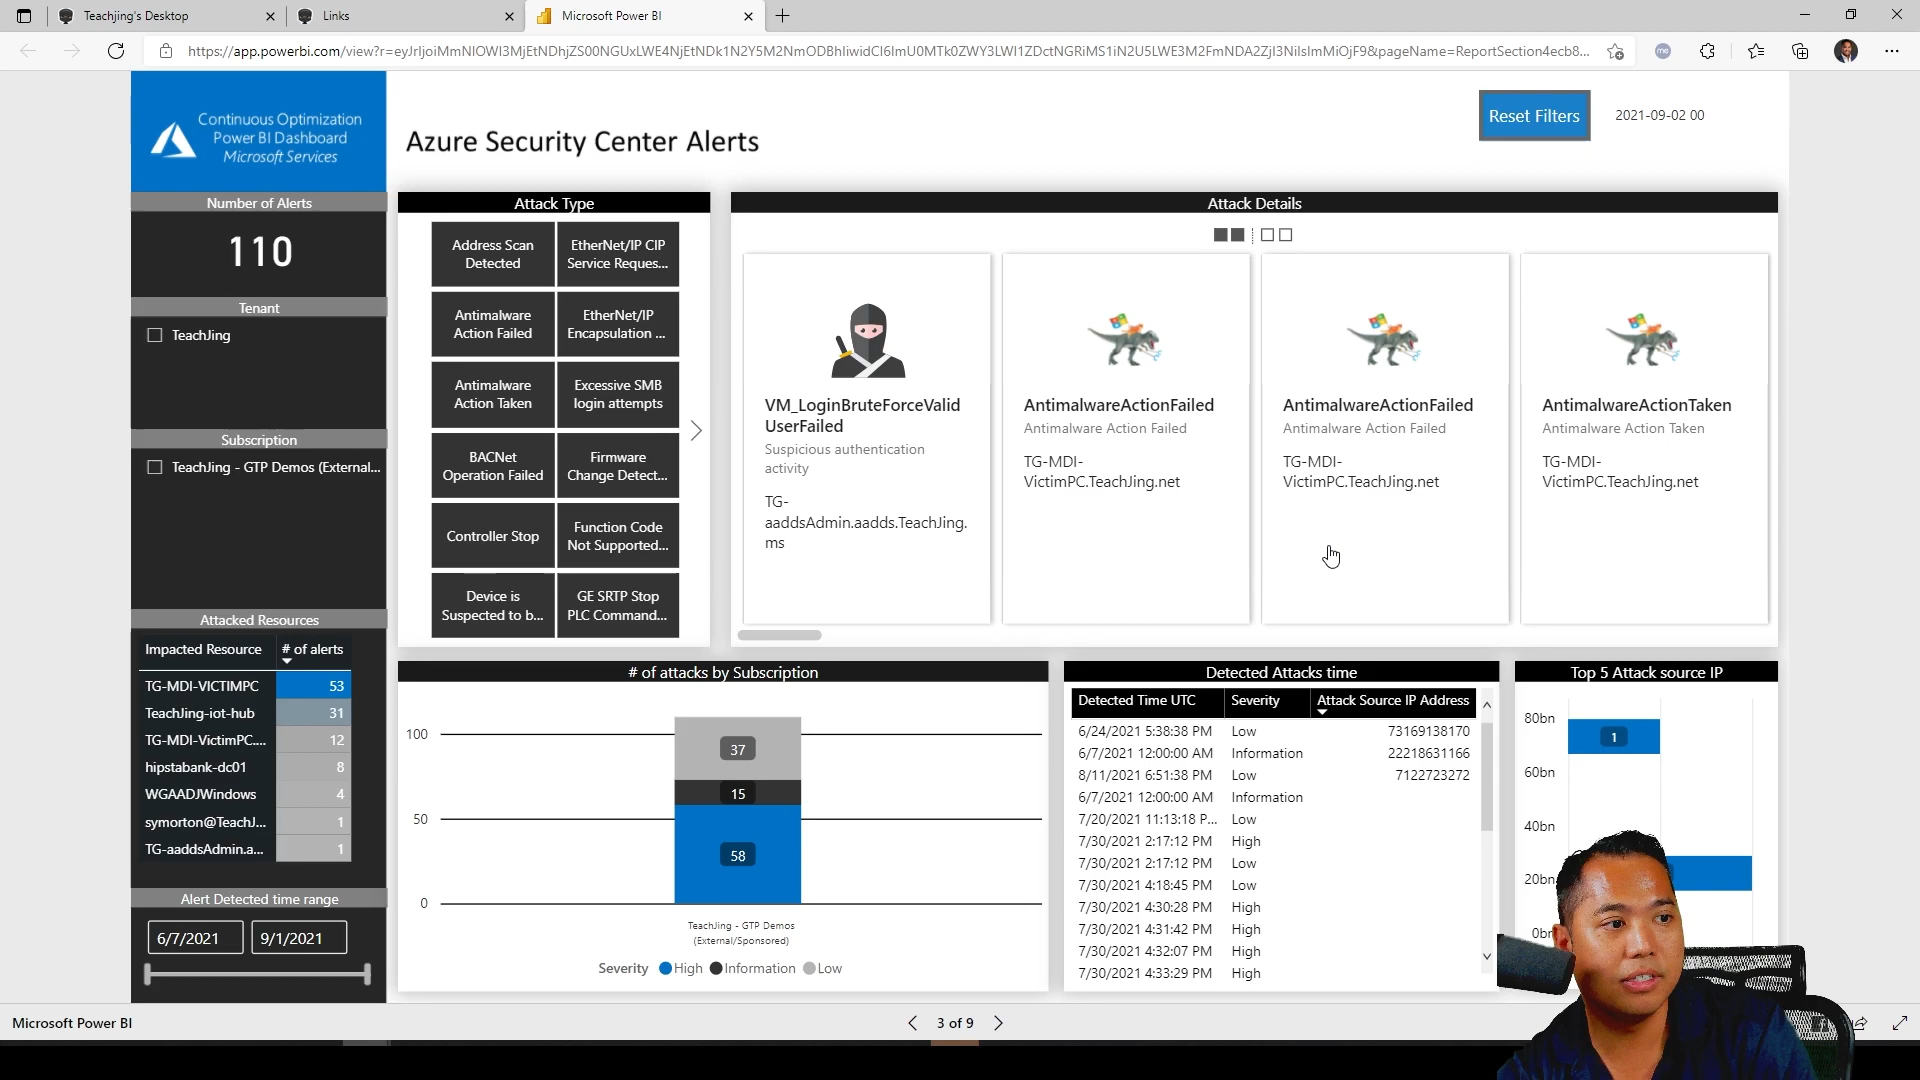 Teachjing's Desktop
Links
Microsoft Power BI
https://app.powerbi.com/view?r=eyJrIjoiMmNlOWI3MjEtNDhjZS00NGUxLWE4NjEtNDk1N2Y5M2NmODBhIiwidCI6ImU0MTk0ZWY3LWI1ZDctNGRiMS1iN2U5LWE3M2FmNDA2ZjI3NiIsImMiOjF9&pageName=ReportSection4ecb8...
Continuous Optimization
Power BI Dashboard
Microsoft Services
Azure Security Center Alerts
Reset Filters
2021-09-02 00
Number of Alerts
110
Tenant
TeachJing
Subscription
TeachJing - GTP Demos (External...
Attacked Resources
Impacted Resource # of alerts
TG-MDI-VICTIMPC 53
TeachJing-iot-hub 31
TG-MDI-VictimPC.... 12
hipstabank-dc01 8
WGAADJWindows 4
symorton@TeachJ... 1
TG-aaddsAdmin.a... 1
Alert Detected time range
6/7/2021 9/1/2021
Attack Type
Address Scan
Detected
EtherNet/IP CIP
Service Reques...
Antimalware
Action Failed
EtherNet/IP
Encapsulation ...
Antimalware
Action Taken
Excessive SMB
login attempts
BACNet
Operation Failed
Firmware
Change Detect...
Controller Stop
Function Code
Not Supported...
Device is
Suspected to b...
GE SRTP Stop
PLC Command...
Attack Details
VM_LoginBruteForceValid
UserFailed
Suspicious authentication
activity
TG-
aaddsAdmin.aadds.TeachJing.
ms
AntimalwareActionFailed
Antimalware Action Failed
TG-MDI-
VictimPC.TeachJing.net
AntimalwareActionFailed
Antimalware Action Failed
TG-MDI-
VictimPC.TeachJing.net
AntimalwareActionTaken
Antimalware Action Taken
TG-MDI-
VictimPC.TeachJing.net
# of attacks by Subscription
100
50
0
37
15
58
TeachJing - GTP Demos
(External/Sponsored)
Severity High Information Low
Detected Attacks time
Detected Time UTC Severity Attack Source IP Address
6/24/2021 5:38:38 PM Low 73169138170
6/7/2021 12:00:00 AM Information 22218631166
8/11/2021 6:51:38 PM Low 7122723272
6/7/2021 12:00:00 AM Information
7/20/2021 11:13:18 P... Low
7/30/2021 2:17:12 PM High
7/30/2021 2:17:12 PM Low
7/30/2021 4:18:45 PM Low
7/30/2021 4:30:28 PM High
7/30/2021 4:31:42 PM High
7/30/2021 4:32:07 PM High
7/30/2021 4:33:29 PM High
Top 5 Attack source IP
80bn
60bn
40bn
20bn
0bn
1
Microsoft Power BI
3 of 9